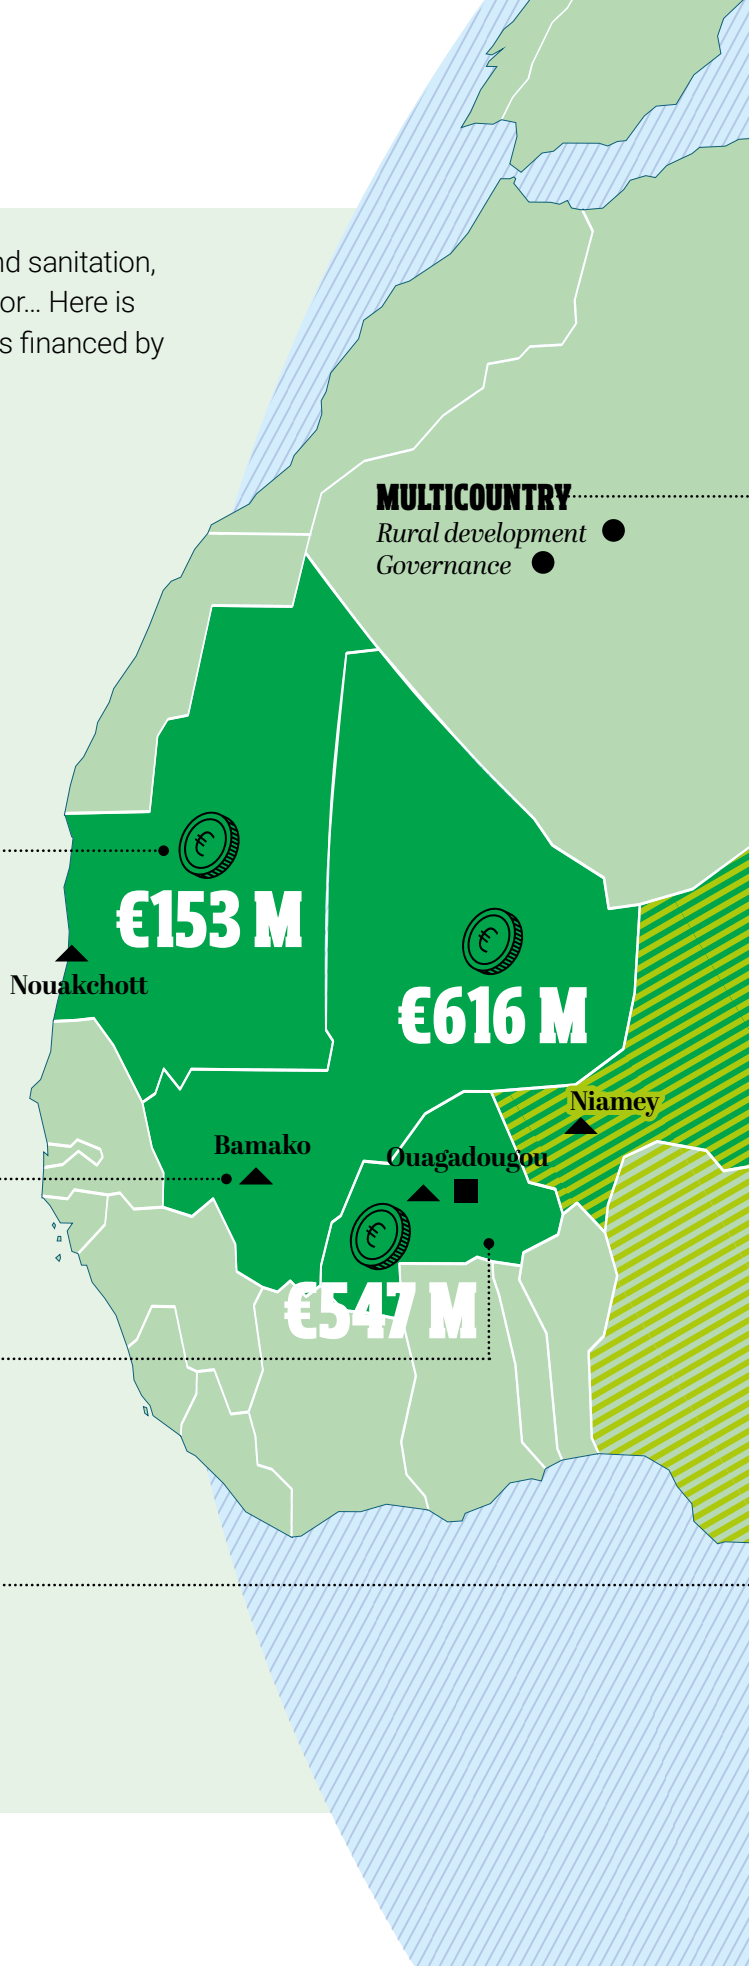 nd sanitation,
or... Here is
s financed by
MULTICOUNTRY
Rural development
Governance
€153 M
Nouakchott
€616 M
Niamey
Bamako
Ouagadougou
€547 M